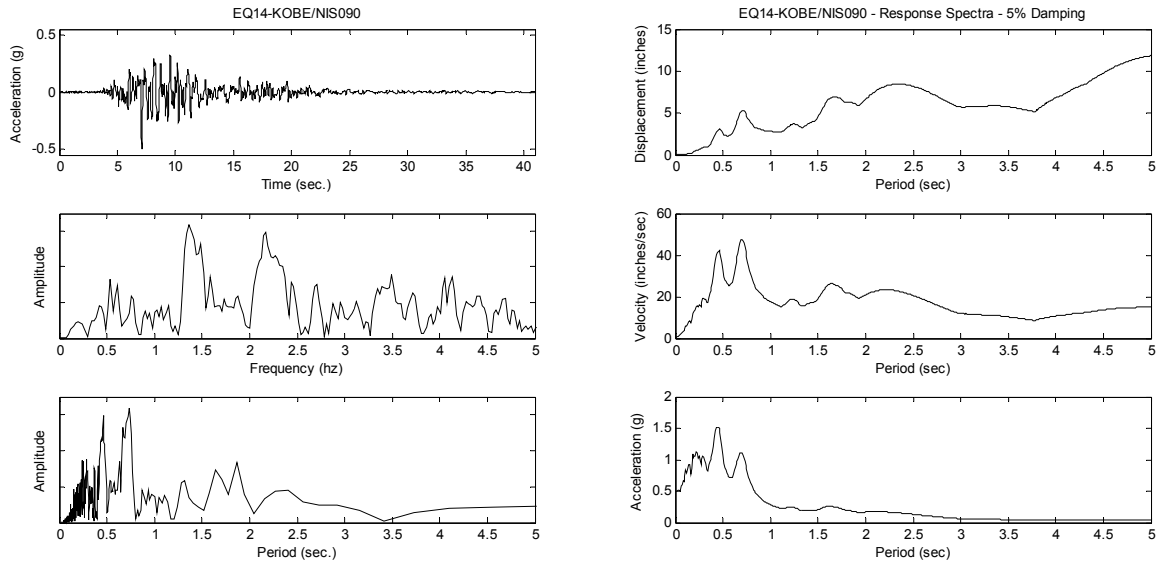 EQ14-KOBE/NIS090
0.5
0
-0.5
Acceleration (g)
0 5 10 15 20 25 30 35 40
Time (sec.)
Amplitude
0 0.5 1 1.5 2 2.5 3 3.5 4 4.5 5
Frequency (hz)
Amplitude
0 0.5 1 1.5 2 2.5 3 3.5 4 4.5 5
Period (sec.)
EQ14-KOBE/NIS090 - Response Spectra - 5% Damping
15
10
5
0
Displacement (inches)
0 0.5 1 1.5 2 2.5 3 3.5 4 4.5 5
Period (sec)
60
40
20
0
Velocity (inches/sec)
0 0.5 1 1.5 2 2.5 3 3.5 4 4.5 5
Period (sec)
2
1.5
1
0.5
0
Acceleration (g)
0 0.5 1 1.5 2 2.5 3 3.5 4 4.5 5
Period (sec)